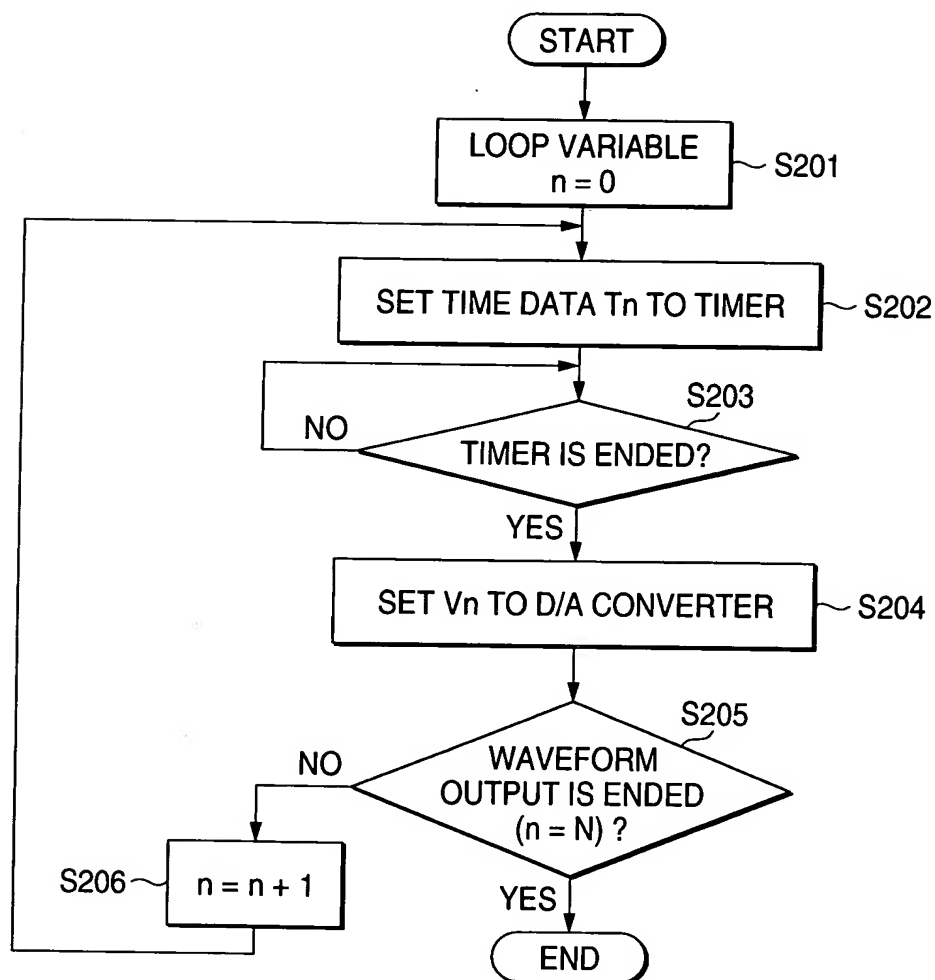 START
LOOP VARIABLE
n = 0
S201
SET TIME DATA Tn TO TIMER
S202
S203
NO
TIMER IS ENDED?
YES
SET Vn TO D/A CONVERTER
S204
S205
NO
WAVEFORM
OUTPUT IS ENDED
(n = N) ?
S206
n = n + 1
YES
END